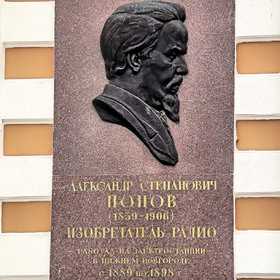 АЛЕКСАНДР СТЕПАНОВИЧ
ПОПОВ
(1859-1906)
ИЗОБРЕТАТЕЛЬ РАДИО
РАБОТАЛ НА ЭЛЕКТРОСТАНЦИИ
В НИЖНЕМ НОВГОРОДЕ
С 1889 ПО 1898 Г